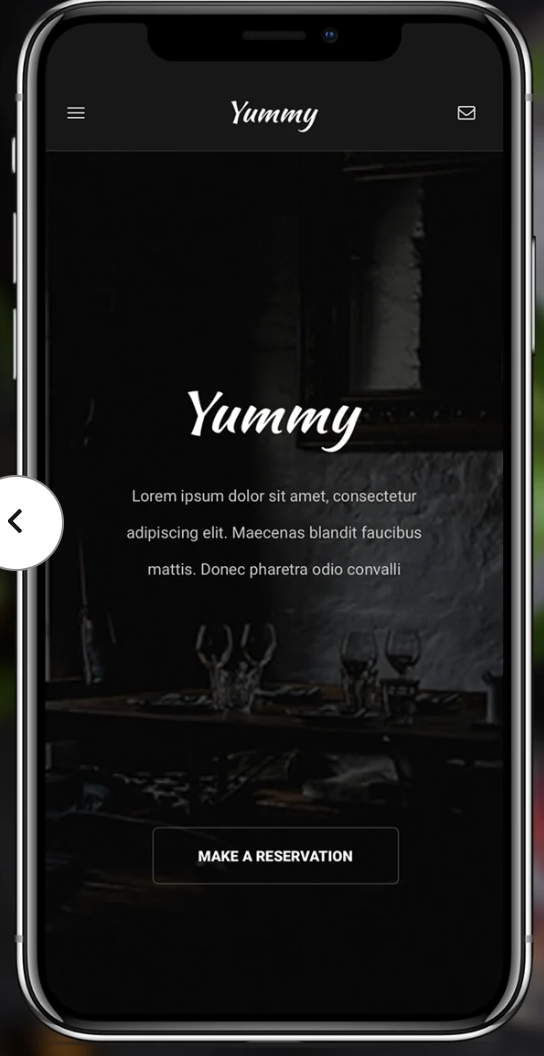 Yummy
Yummy
Lorem ipsum dolor sit amet, consectetur
adipiscing elit. Maecenas blandit faucibus
mattis. Donec pharetra odio convalli
MAKE A RESERVATION